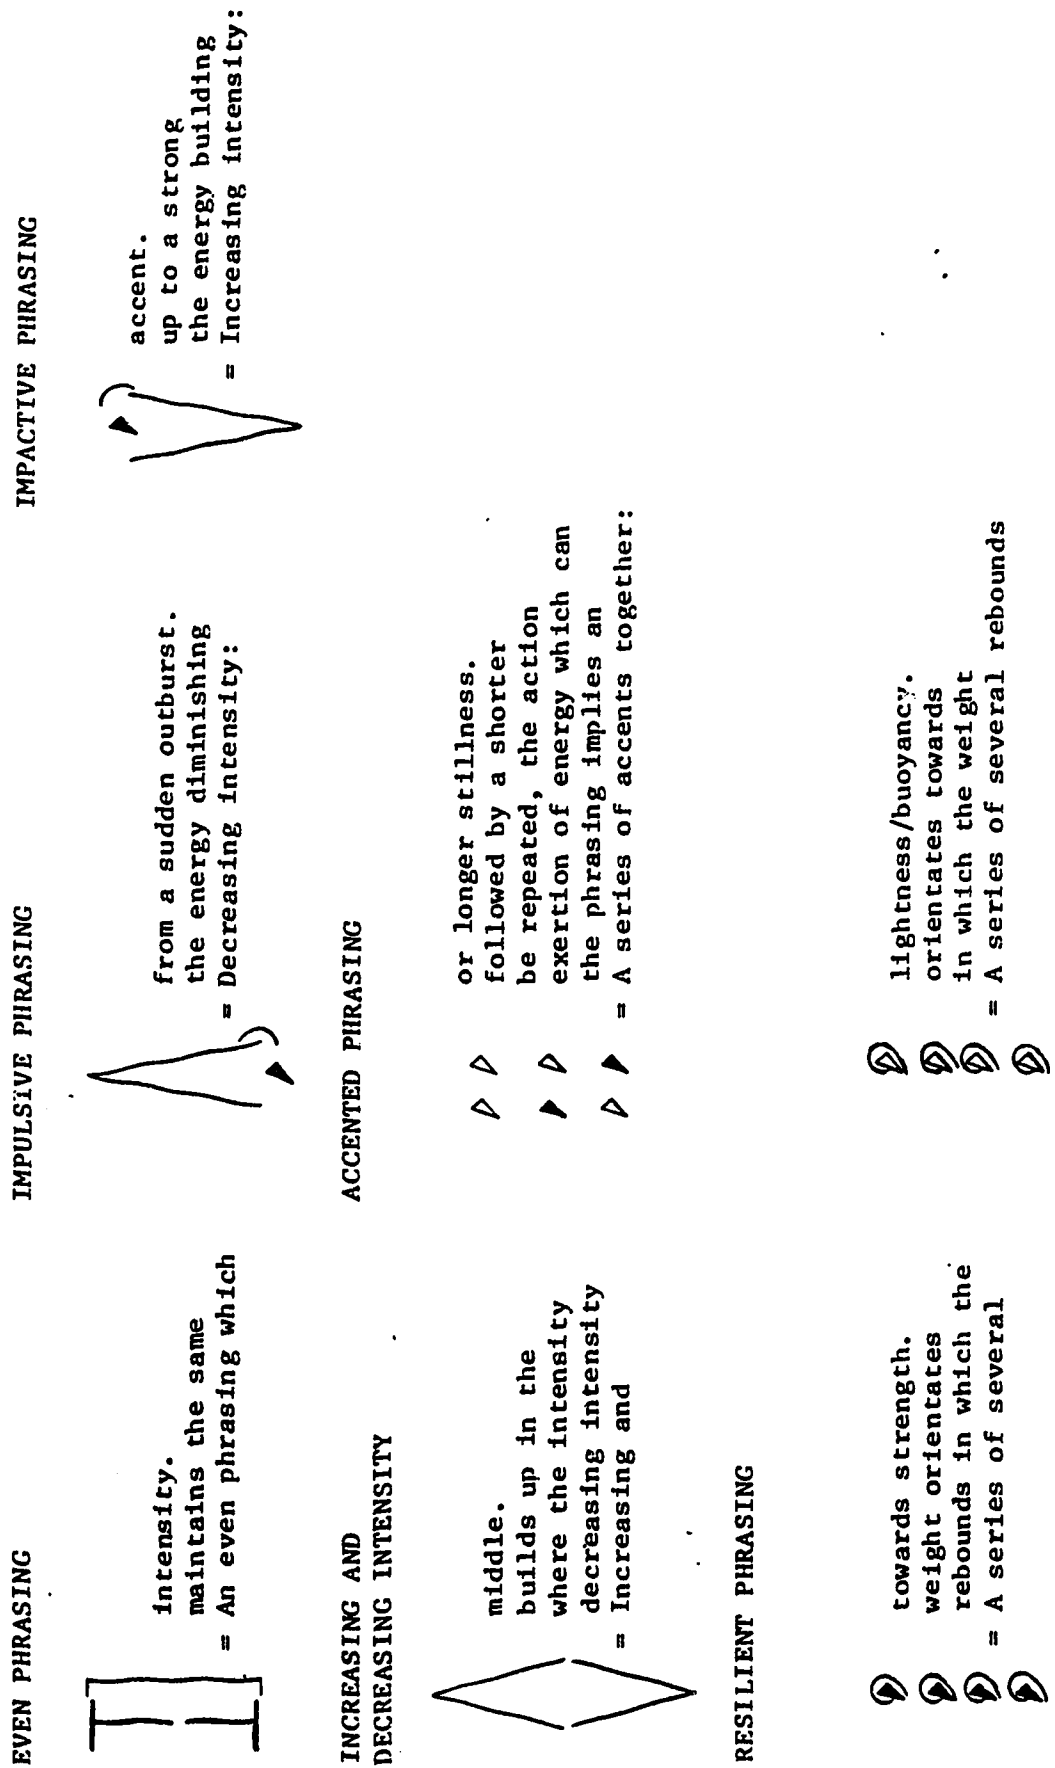 EVEN PHRASING
= An even phrasing which
maintains the same
intensity.
IMPULSIVE PHRASING
= Decreasing intensity:
the energy diminishing
from a sudden outburst.
IMPACTIVE PHRASING
= Increasing intensity:
the energy building
up to a strong
accent.
INCREASING AND
DECREASING INTENSITY
= Increasing and
decreasing intensity
where the intensity
builds up in the
middle.
ACCENTED PHRASING
= A series of accents together:
the phrasing implies an
exertion of energy which can
be repeated, the action
followed by a shorter
or longer stillness.
RESILIENT PHRASING
= A series of several
rebounds in which the
weight orientates
towards strength.
= A series of several rebounds
in which the weight
orientates towards
lightness/buoyancy.